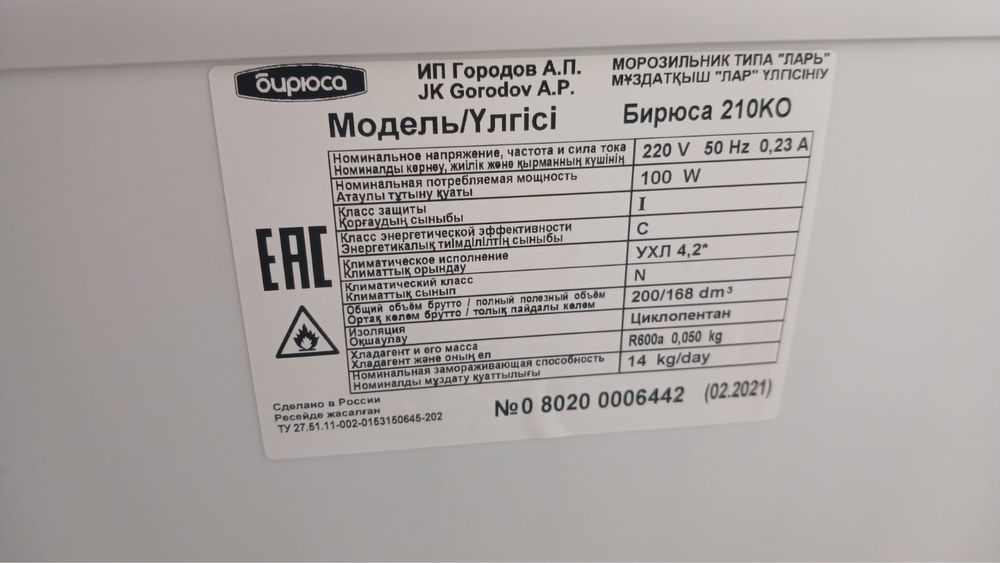 бирюса
ИП Городов А.П.
JK Gorodov A.P.
МОРОЗИЛЬНИК ТИПА "ЛАРЬ"
МҰЗДАТҚЫШ "ЛАР" ҮЛГІСІНІҮ
Модель/Үлгісі Бирюса 210KO
Номинальное напряжение, частота и сила тока
Номиналды кернеу, жиілік және қырманның күшінің
220 V 50 Hz 0,23 A
Номинальная потребляемая мощность
Атаулы тұтыну қуаты
100 W
Класс защиты
Қорғаудың сыныбы
I
Класс энергетической эффективности
Энергетикалық тиімділілтің сыныбы
C
Климатическое исполнение
Климаттық орындау
УХЛ 4,2*
Климатический класс
Климаттық сынып
N
Общий объём брутто / полный полезный объём
Ортақ көлем брутто / толық пайдалы көлем
200/168 dm³
Изоляция
Оқшаулау
Циклопентан
Хладагент и его масса
Хладагент және оның ел
R600a 0,050 kg
Номинальная замораживающая способность
Номиналды мұздату қуаттылығы
14 kg/day
EAC
Сделано в России
Ресейде жасалған
ТУ 27.51.11-002-0153150645-202
№0 8020 0006442 (02.2021)